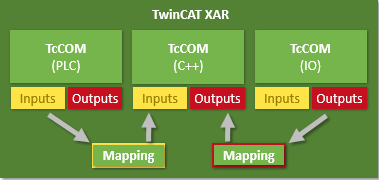 TwinCAT XAR
TcCOM
(PLC)
TcCOM
(C++)
TcCOM
(IO)
Inputs
Outputs
Inputs
Outputs
Inputs
Outputs
Mapping
Mapping